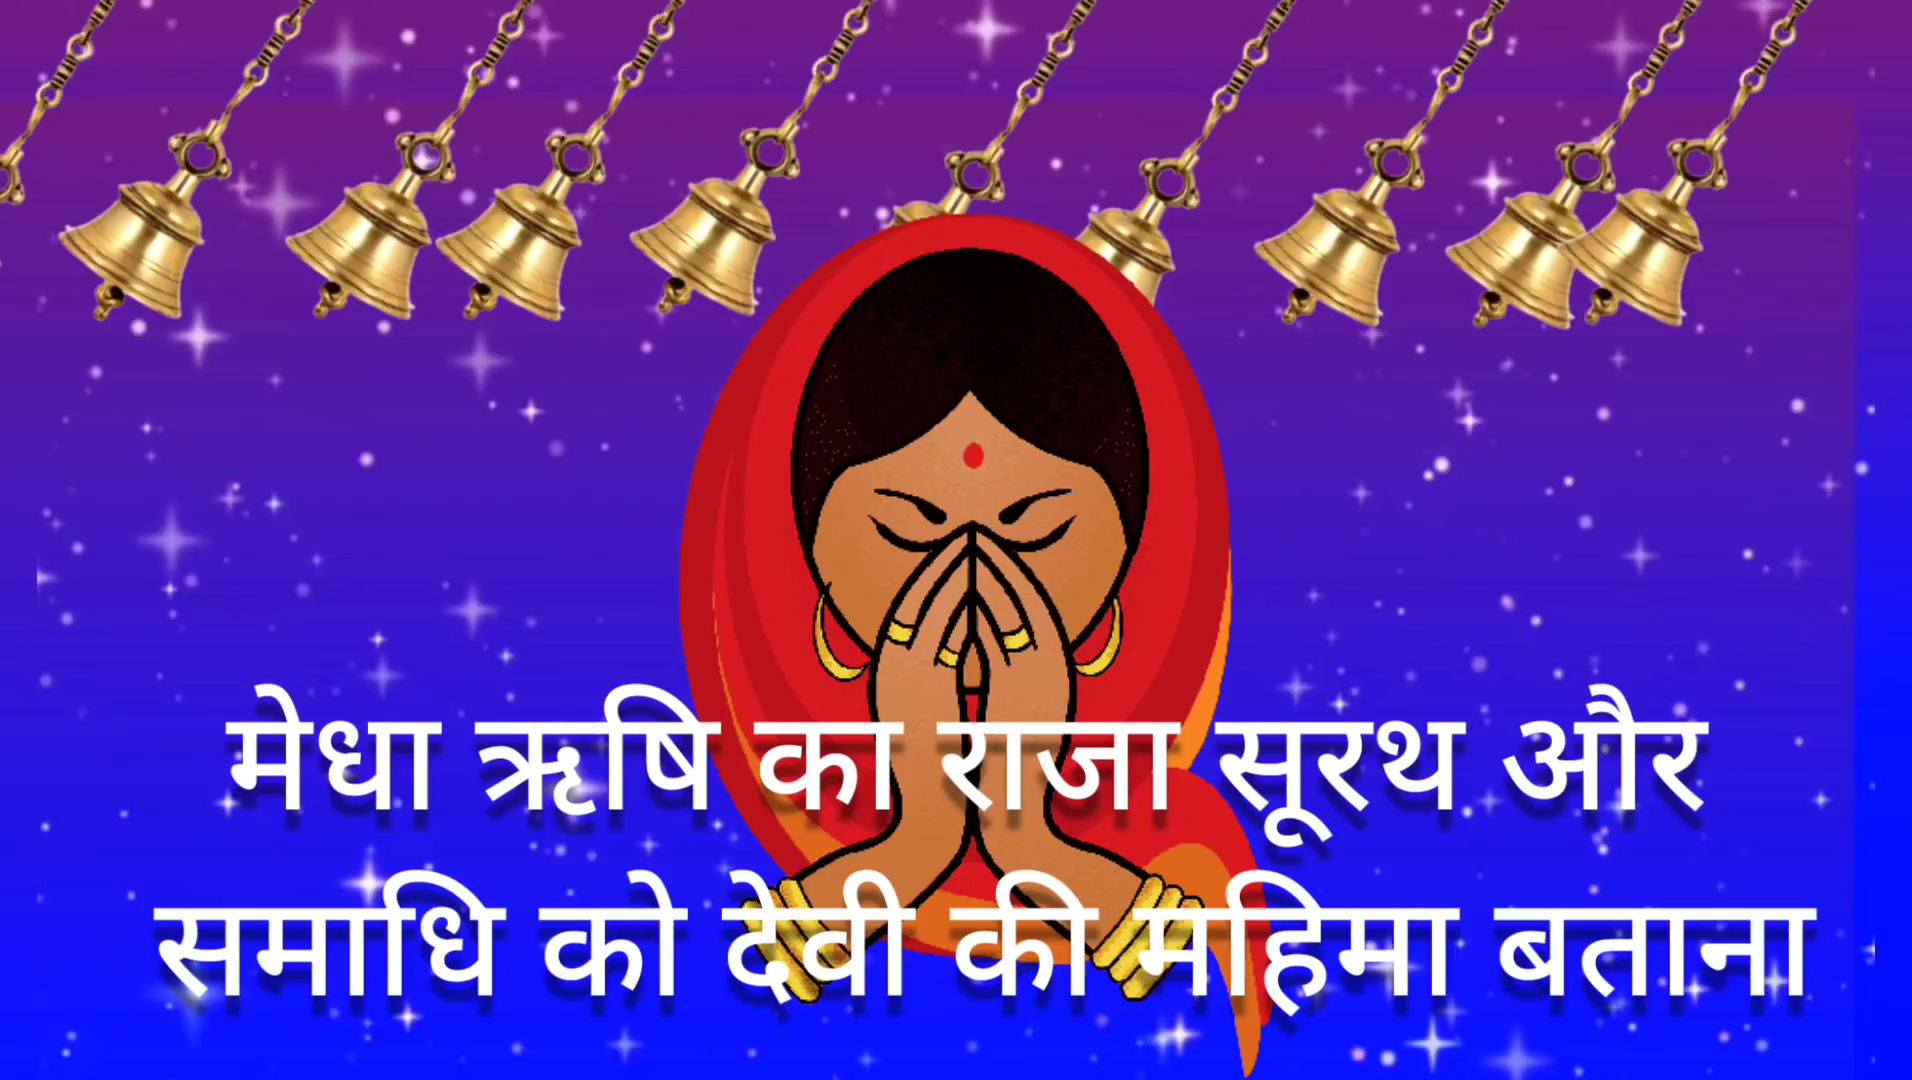 मेधा ऋषि का राजा सूरथ और
समाधि को देवी की महिमा बताना